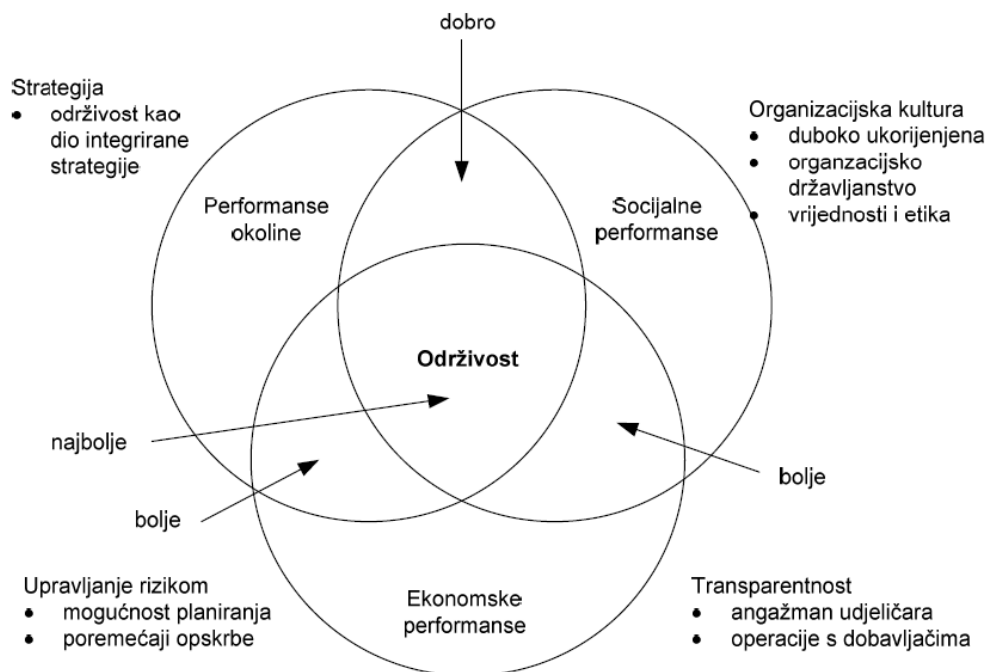 dobro
Strategija
• održivost kao
dio integrirane
strategije
Organizacijska kultura
• duboko ukorijenjena
• organzacijsko
državljanstvo
• vrijednosti i etika
Performanse
okoline
Socijalne
performanse
Održivost
najbolje
bolje
bolje
Upravljanje rizikom
• mogućnost planiranja
• poremećaji opskrbe
Ekonomske
performanse
Transparentnost
• angažman udjeličara
• operacije s dobavljačima